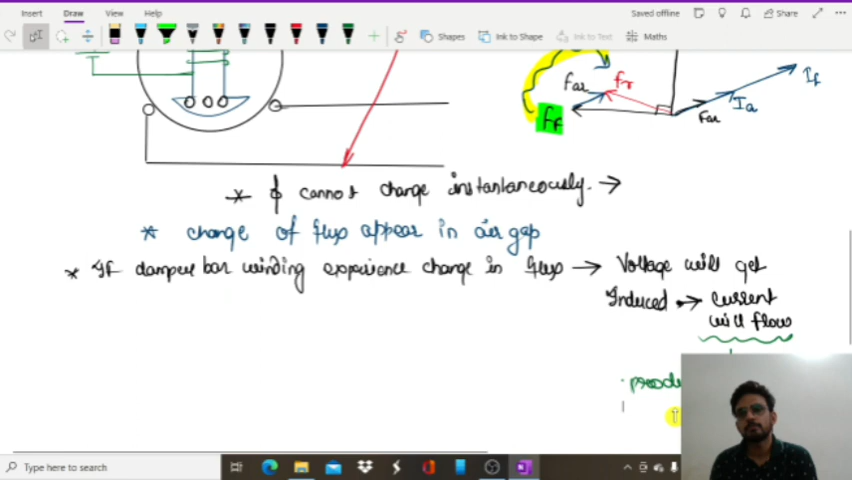 Insert Draw View Help Saved offline Share
Shapes Ink to Shape Ink to Text Maths
Far fr If
Ff Far Ia
* ϕ cannot change instantaneously. →
* change of flux appear in air gap
* If damper bar winding experience change in flux → Voltage will get
Induced → current
will flow
Type here to search